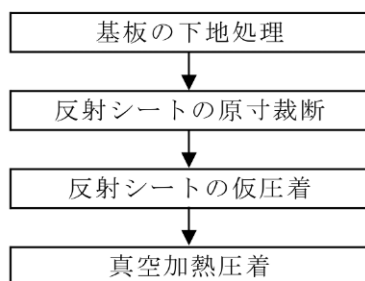 基板の下地処理
反射シートの原寸裁断
反射シートの仮圧着
真空加熱圧着